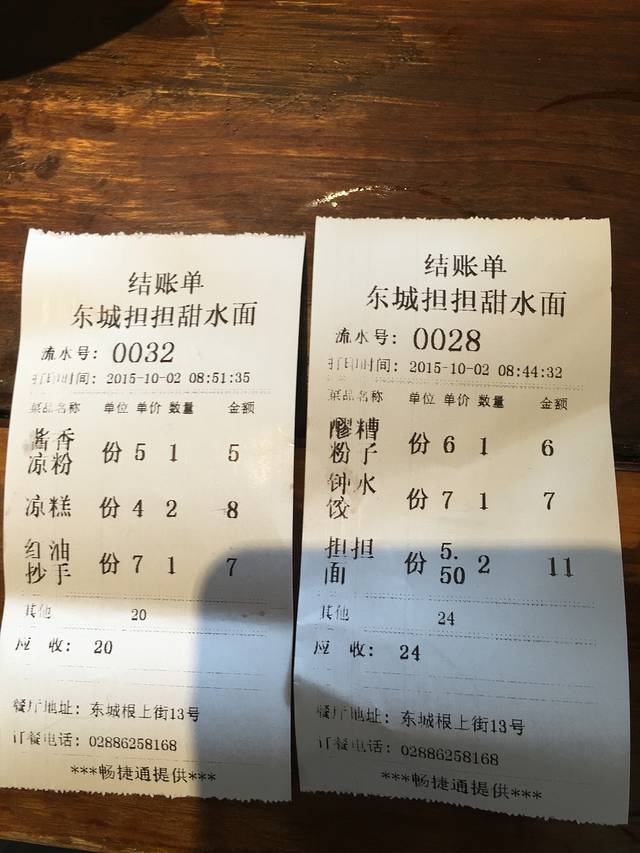 结账单
东城担担甜水面
流水号: 0032
打印时间: 2015-10-02 08:51:35
菜品名称 单位 单价 数量 金额
酱香
凉粉 份 5 1 5
凉糕 份 4 2 8
红油
抄手 份 7 1 7
其他 20
应 收: 20
餐厅地址: 东城根上街13号
订餐电话: 02886258168
***畅捷通提供***
结账单
东城担担甜水面
流水号: 0028
打印时间: 2015-10-02 08:44:32
菜品名称 单位 单价 数量 金额
醪糟
粉子 份 6 1 6
钟水
饺 份 7 1 7
担担
面 份 5.50 2 11
其他 24
应 收: 24
餐厅地址: 东城根上街13号
订餐电话: 02886258168
***畅捷通提供***